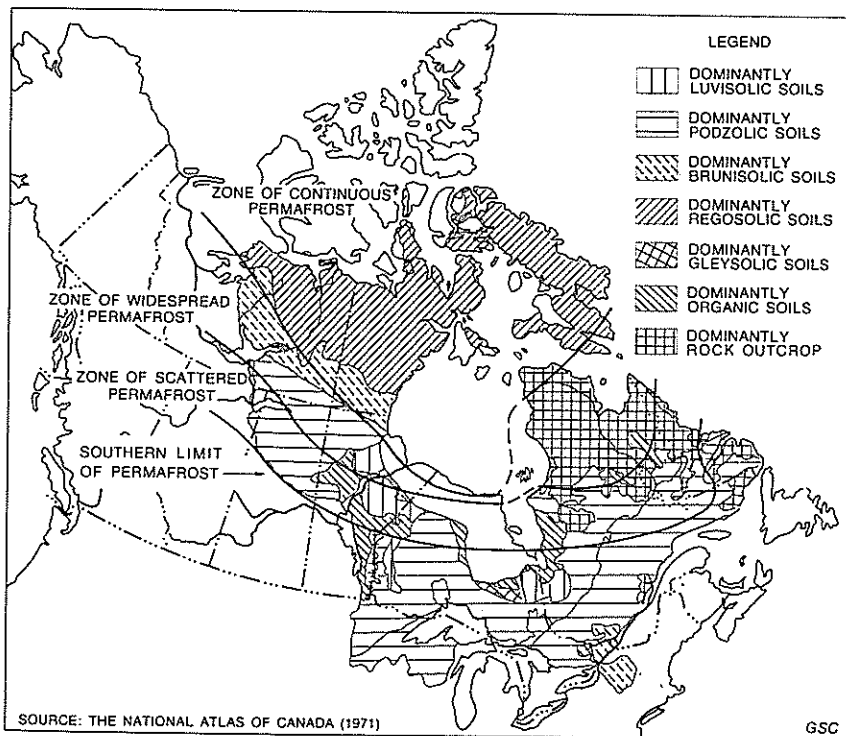 LEGEND
DOMINANTLY
LUVISOLIC SOILS
DOMINANTLY
PODZOLIC SOILS
DOMINANTLY
BRUNISOLIC SOILS
DOMINANTLY
REGOSOLIC SOILS
DOMINANTLY
GLEYSOLIC SOILS
DOMINANTLY
ORGANIC SOILS
DOMINANTLY
ROCK OUTCROP
ZONE OF CONTINUOUS
PERMAFROST
ZONE OF WIDESPREAD
PERMAFROST
ZONE OF SCATTERED
PERMAFROST
SOUTHERN LIMIT
OF PERMAFROST
SOURCE: THE NATIONAL ATLAS OF CANADA (1971)
GSC